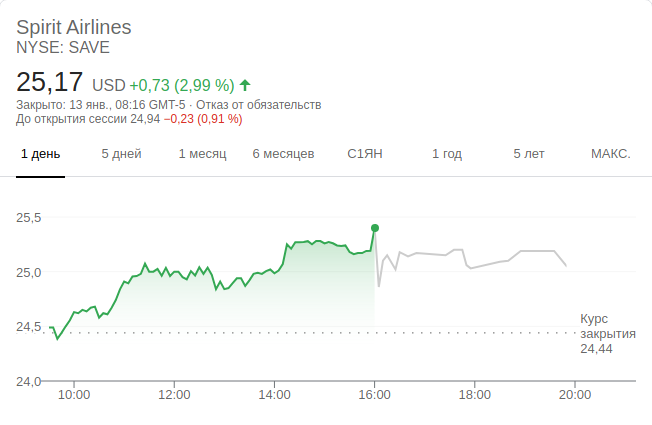 Spirit Airlines
NYSE: SAVE
25,17 USD +0,73 (2,99 %)
Закрыто: 13 янв., 08:16 GMT-5 · Отказ от обязательств
До открытия сессии 24,94 −0,23 (0,91 %)
1 день 5 дней 1 месяц 6 месяцев С1ЯН 1 год 5 лет МАКС.
25,5
25,0
24,5
Курс
закрытия
24,44
24,0
10:00 12:00 14:00 16:00 18:00 20:00